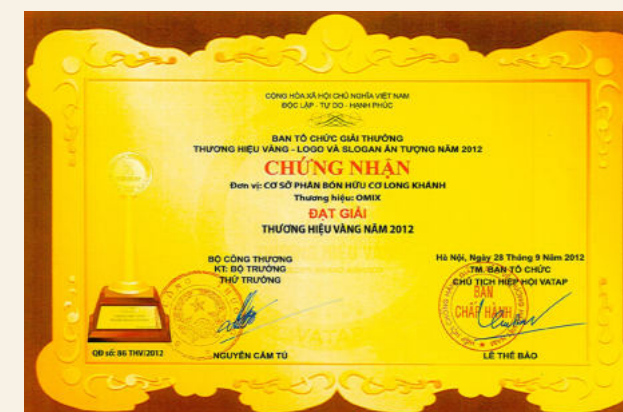 CỘNG HÒA XÃ HỘI CHỦ NGHĨA VIỆT NAM
ĐỘC LẬP - TỰ DO - HẠNH PHÚC
BAN TỔ CHỨC GIẢI THƯỞNG
THƯƠNG HIỆU VÀNG - LOGO VÀ SLOGAN ẤN TƯỢNG NĂM 2012
CHỨNG NHẬN
Đơn vị: CƠ SỞ PHÂN BÓN HỮU CƠ LONG KHÁNH
Thương hiệu: OMIX
ĐẠT GIẢI
THƯƠNG HIỆU VÀNG NĂM 2012
BỘ CÔNG THƯƠNG
KT: BỘ TRƯỞNG
THỨ TRƯỞNG
NGUYỄN CẨM TÚ
Hà Nội, Ngày 28 Tháng 9 Năm 2012
TM. BAN TỔ CHỨC
CHỦ TỊCH HIỆP HỘI VATAP
BAN
CHẤP HÀNH
LÊ THẾ BẢO
QĐ số: 86 THV/2012